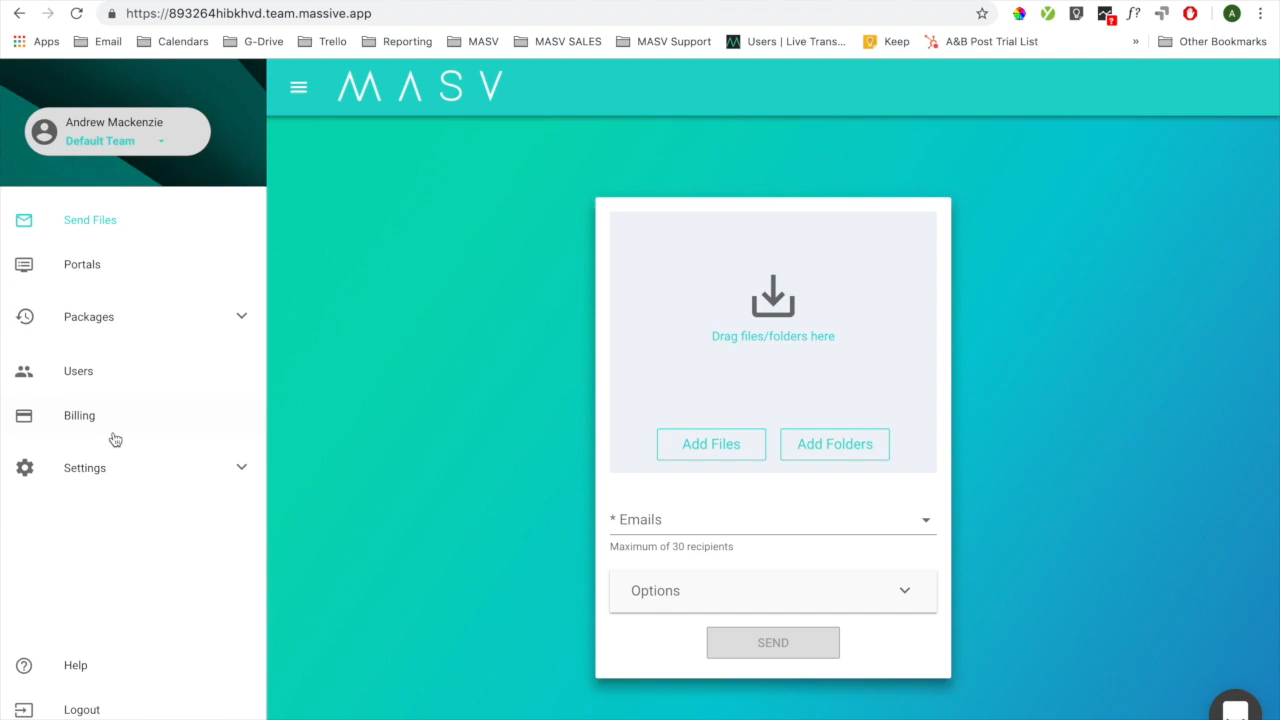 https://893264hibkhvd.team.massive.app
f?
A
Apps
Email
Calendars
G-Drive
Trello
Reporting
MASV
MASV SALES
MASV Support
Users | Live Trans...
Keep
A&B Post Trial List
»
Other Bookmarks
Andrew Mackenzie
Default Team
MASV
Send Files
Portals
Packages
Users
Billing
Settings
Help
Logout
Drag files/folders here
Add Files
Add Folders
* Emails
Maximum of 30 recipients
Options
SEND